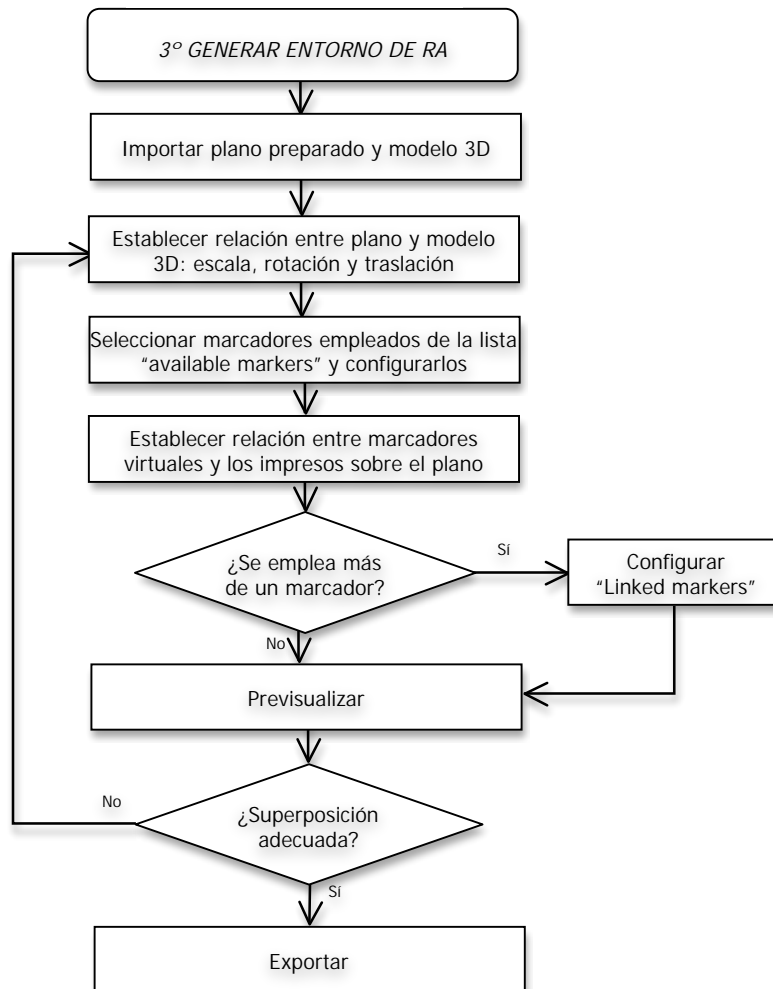 3º GENERAR ENTORNO DE RA
Importar plano preparado y modelo 3D
Establecer relación entre plano y modelo
3D: escala, rotación y traslación
Seleccionar marcadores empleados de la lista
“available markers” y configurarlos
Establecer relación entre marcadores
virtuales y los impresos sobre el plano
¿Se emplea más
de un marcador?
Sí
Configurar
“Linked markers”
No
Previsualizar
No
¿Superposición
adecuada?
Sí
Exportar